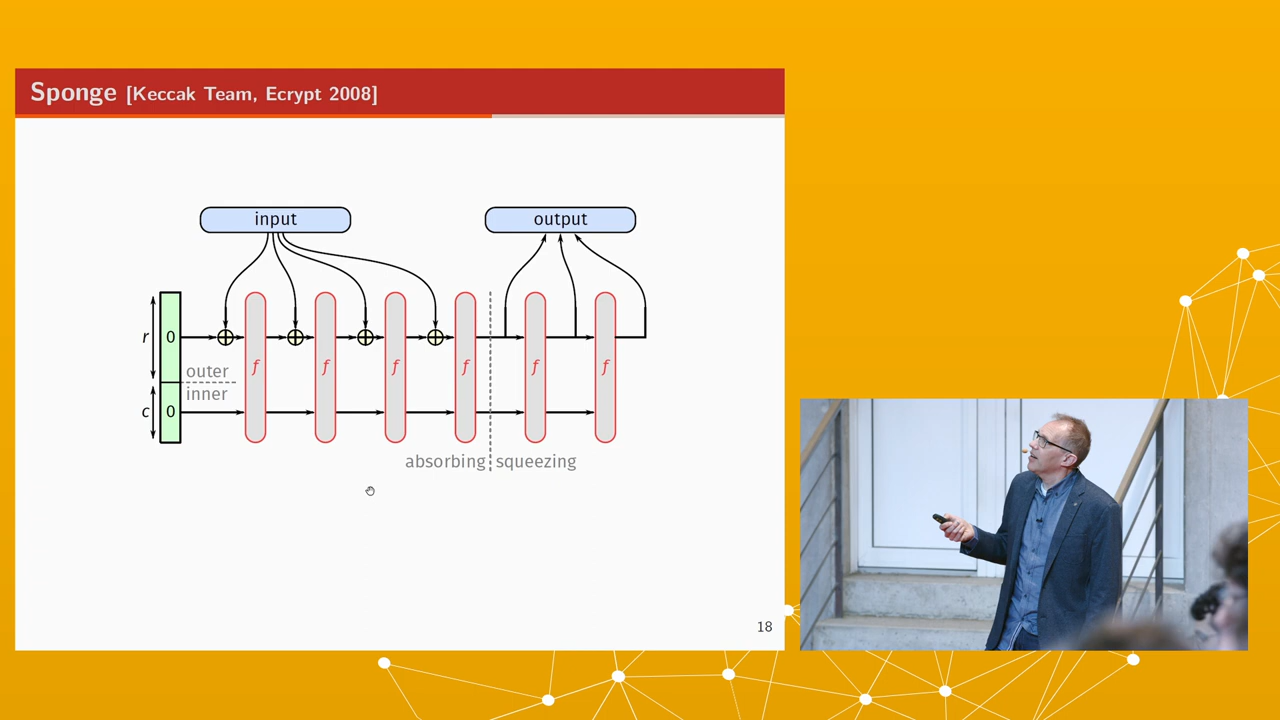 Sponge [Keccak Team, Ecrypt 2008]
input
output
r
0
f
f
f
f
f
f
outer
inner
c
0
absorbing
squeezing
18